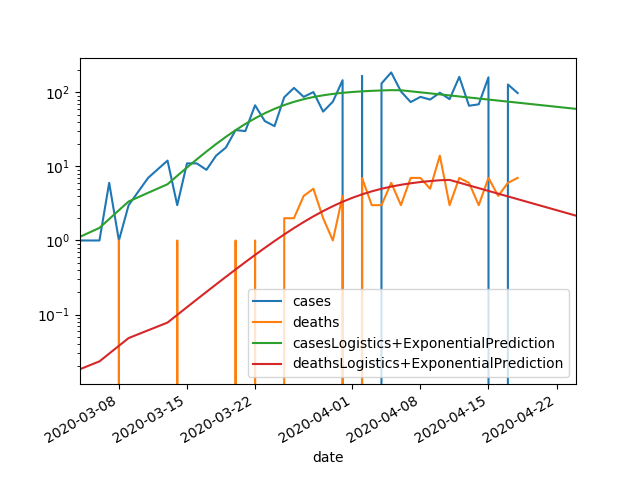 10²
10¹
10⁰
10⁻¹
cases
deaths
casesLogistics+ExponentialPrediction
deathsLogistics+ExponentialPrediction
2020-03-08
2020-03-15
2020-03-22
2020-04-01
2020-04-08
2020-04-15
2020-04-22
date